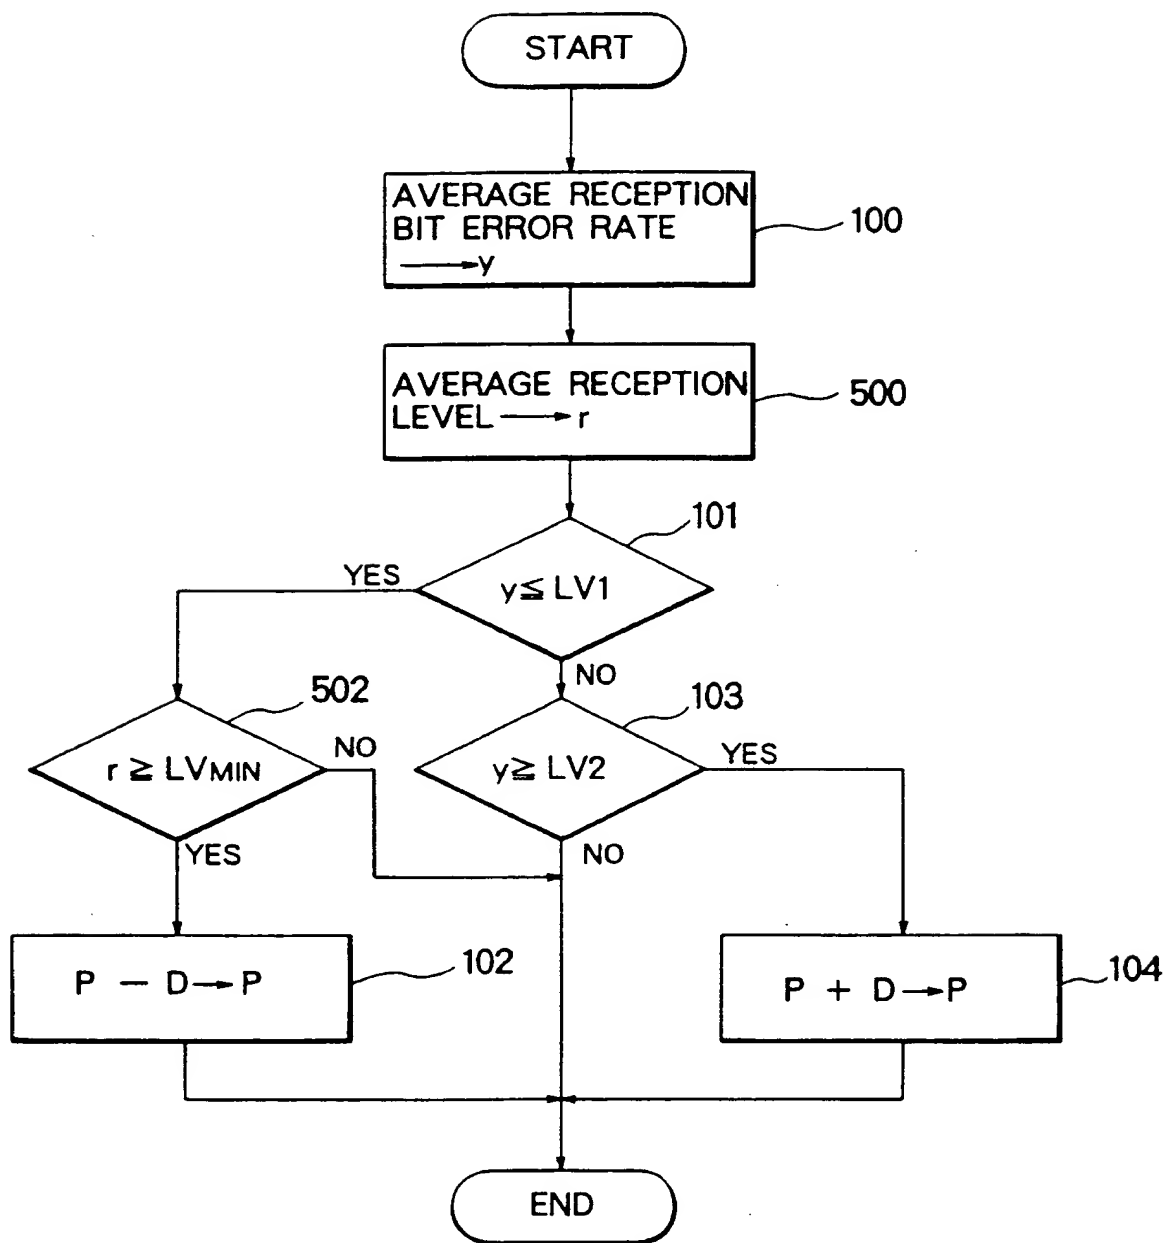 START
AVERAGE RECEPTION
BIT ERROR RATE
⟶y
100
AVERAGE RECEPTION
LEVEL ⟶ r
500
101
YES
y≦ LV1
NO
502
103
r ≧ LVMIN
NO
y≧ LV2
YES
YES
NO
P − D→P
102
P + D→P
104
END